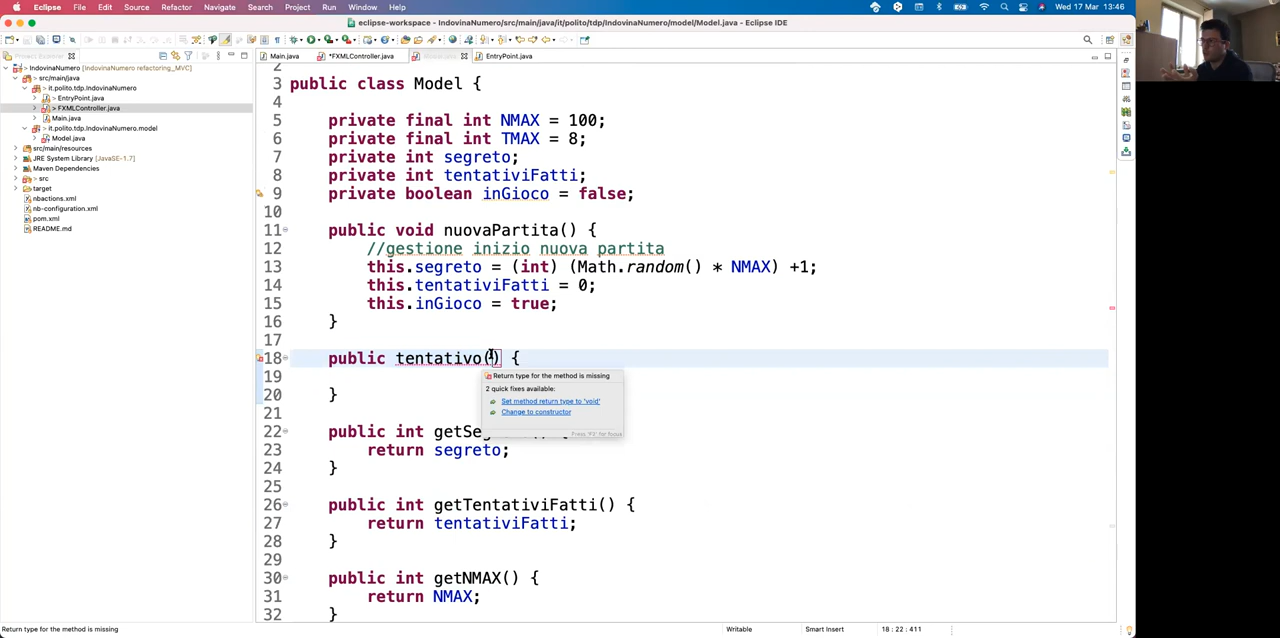 Eclipse File Edit Source Refactor Navigate Search Project Run Window Help Wed 17 Mar 13:46
eclipse-workspace - IndovinaNumero/src/main/java/it/polito/tdp/IndovinaNumero/model/Model.java - Eclipse IDE
Project Explorer
Main.java *FXMLController.java EntryPoint.java
IndovinaNumero [IndovinaNumero refactoring_MVC]
src/main/java
it.polito.tdp.IndovinaNumero
> EntryPoint.java
> FXMLController.java
Main.java
it.polito.tdp.IndovinaNumero.model
Model.java
src/main/resources
JRE System Library [JavaSE-1.7]
Maven Dependencies
> src
target
nbactions.xml
nb-configuration.xml
pom.xml
README.md
2
3 public class Model {
4
5 private final int NMAX = 100;
6 private final int TMAX = 8;
7 private int segreto;
8 private int tentativiFatti;
9 private boolean inGioco = false;
10
11 public void nuovaPartita() {
12 //gestione inizio nuova partita
13 this.segreto = (int) (Math.random() * NMAX) +1;
14 this.tentativiFatti = 0;
15 this.inGioco = true;
16 }
17
18 public tentativo() {
19
20 }
21
22 public int getSe
23 return segreto;
24 }
25
26 public int getTentativiFatti() {
27 return tentativiFatti;
28 }
29
30 public int getNMAX() {
31 return NMAX;
32 }
Return type for the method is missing
2 quick fixes available:
Set method return type to 'void'
Change to constructor
Press 'F2' for focus
Return type for the method is missing Writable Smart Insert 18 : 22 : 411